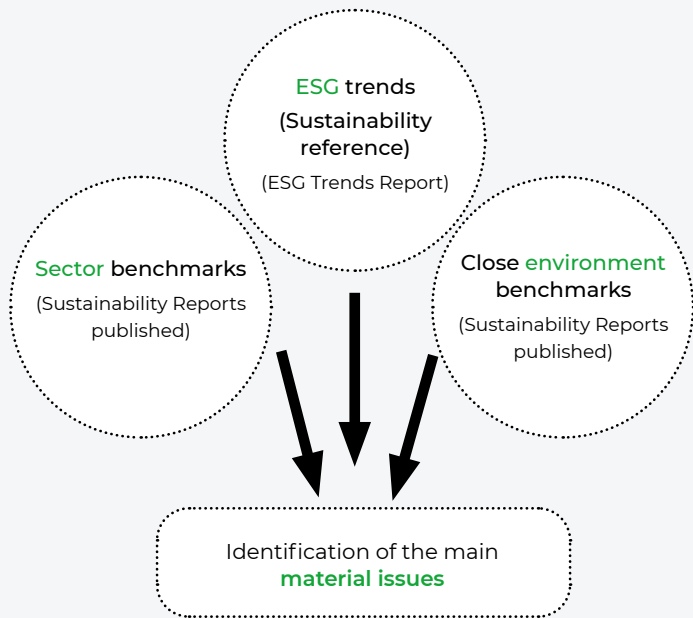 ESG trends
(Sustainability
reference)
(ESG Trends Report)
Sector benchmarks
(Sustainability Reports
published)
Close environment
benchmarks
(Sustainability Reports
published)
Identification of the main
material issues